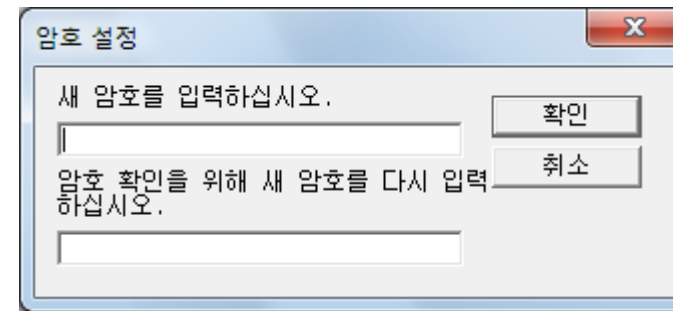 암호 설정
새 암호를 입력하십시오.
확인
취소
암호 확인을 위해 새 암호를 다시 입력
하십시오.